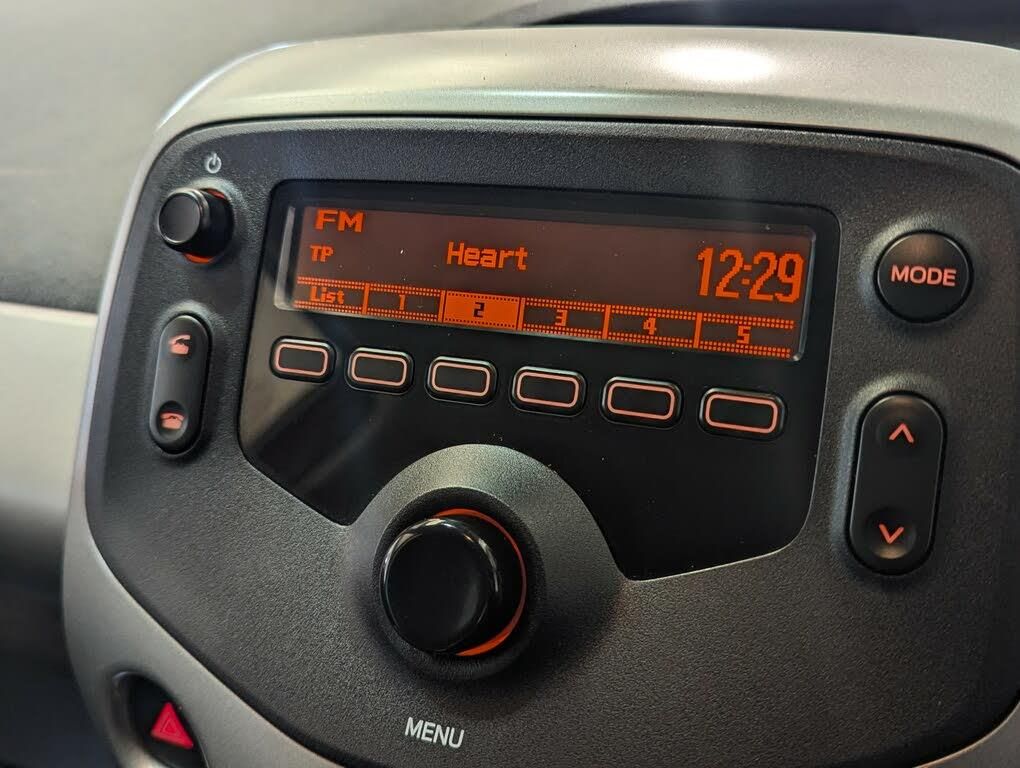 FM
TP Heart 12:29
List 1 2 3 4 5
MODE
MENU